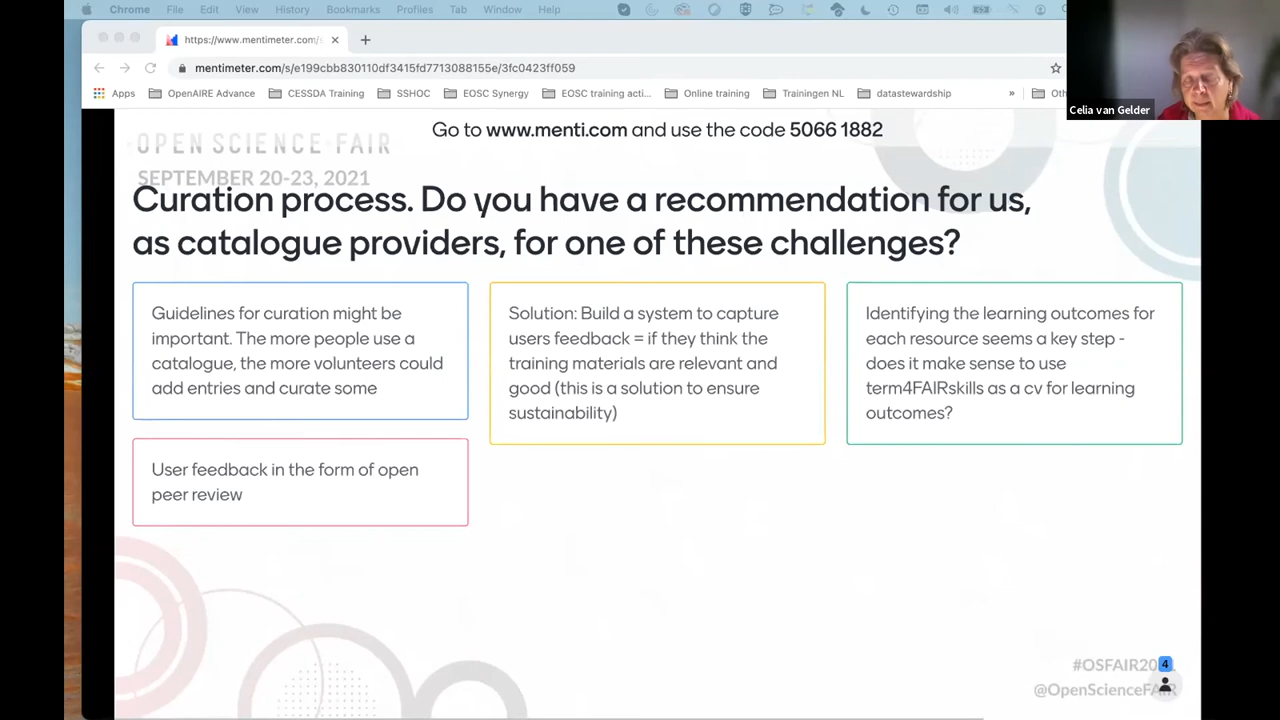 Chrome File Edit View History Bookmarks Profiles Tab Window Help
https://www.mentimeter.com/s
mentimeter.com/s/e199cbb830110df3415fd7713088155e/3fc0423ff059
Apps OpenAIRE Advance CESSDA Training SSHOC EOSC Synergy EOSC training acti... Online training Trainingen NL datastewardship » Oth
Celia van Gelder
Go to www.menti.com and use the code 5066 1882
OPEN SCIENCE FAIR
SEPTEMBER 20-23, 2021
Curation process. Do you have a recommendation for us,
as catalogue providers, for one of these challenges?
Guidelines for curation might be
important. The more people use a
catalogue, the more volunteers could
add entries and curate some
Solution: Build a system to capture
users feedback = if they think the
training materials are relevant and
good (this is a solution to ensure
sustainability)
Identifying the learning outcomes for
each resource seems a key step -
does it make sense to use
term4FAIRskills as a cv for learning
outcomes?
User feedback in the form of open
peer review
#OSFAIR20
4
@OpenScienceFAIR